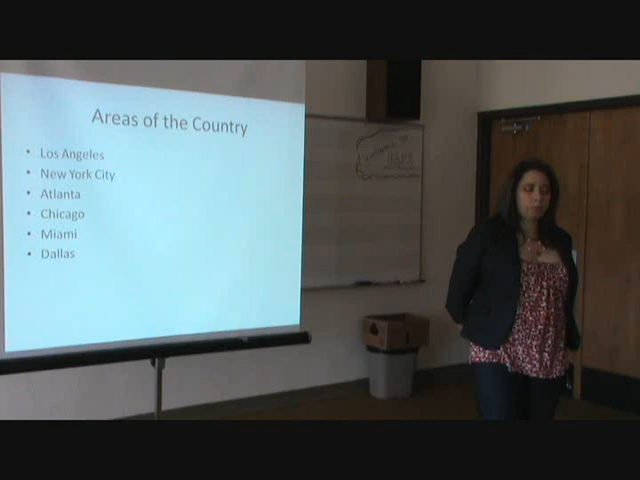 Areas of the Country
• Los Angeles
• New York City
• Atlanta
• Chicago
• Miami
• Dallas